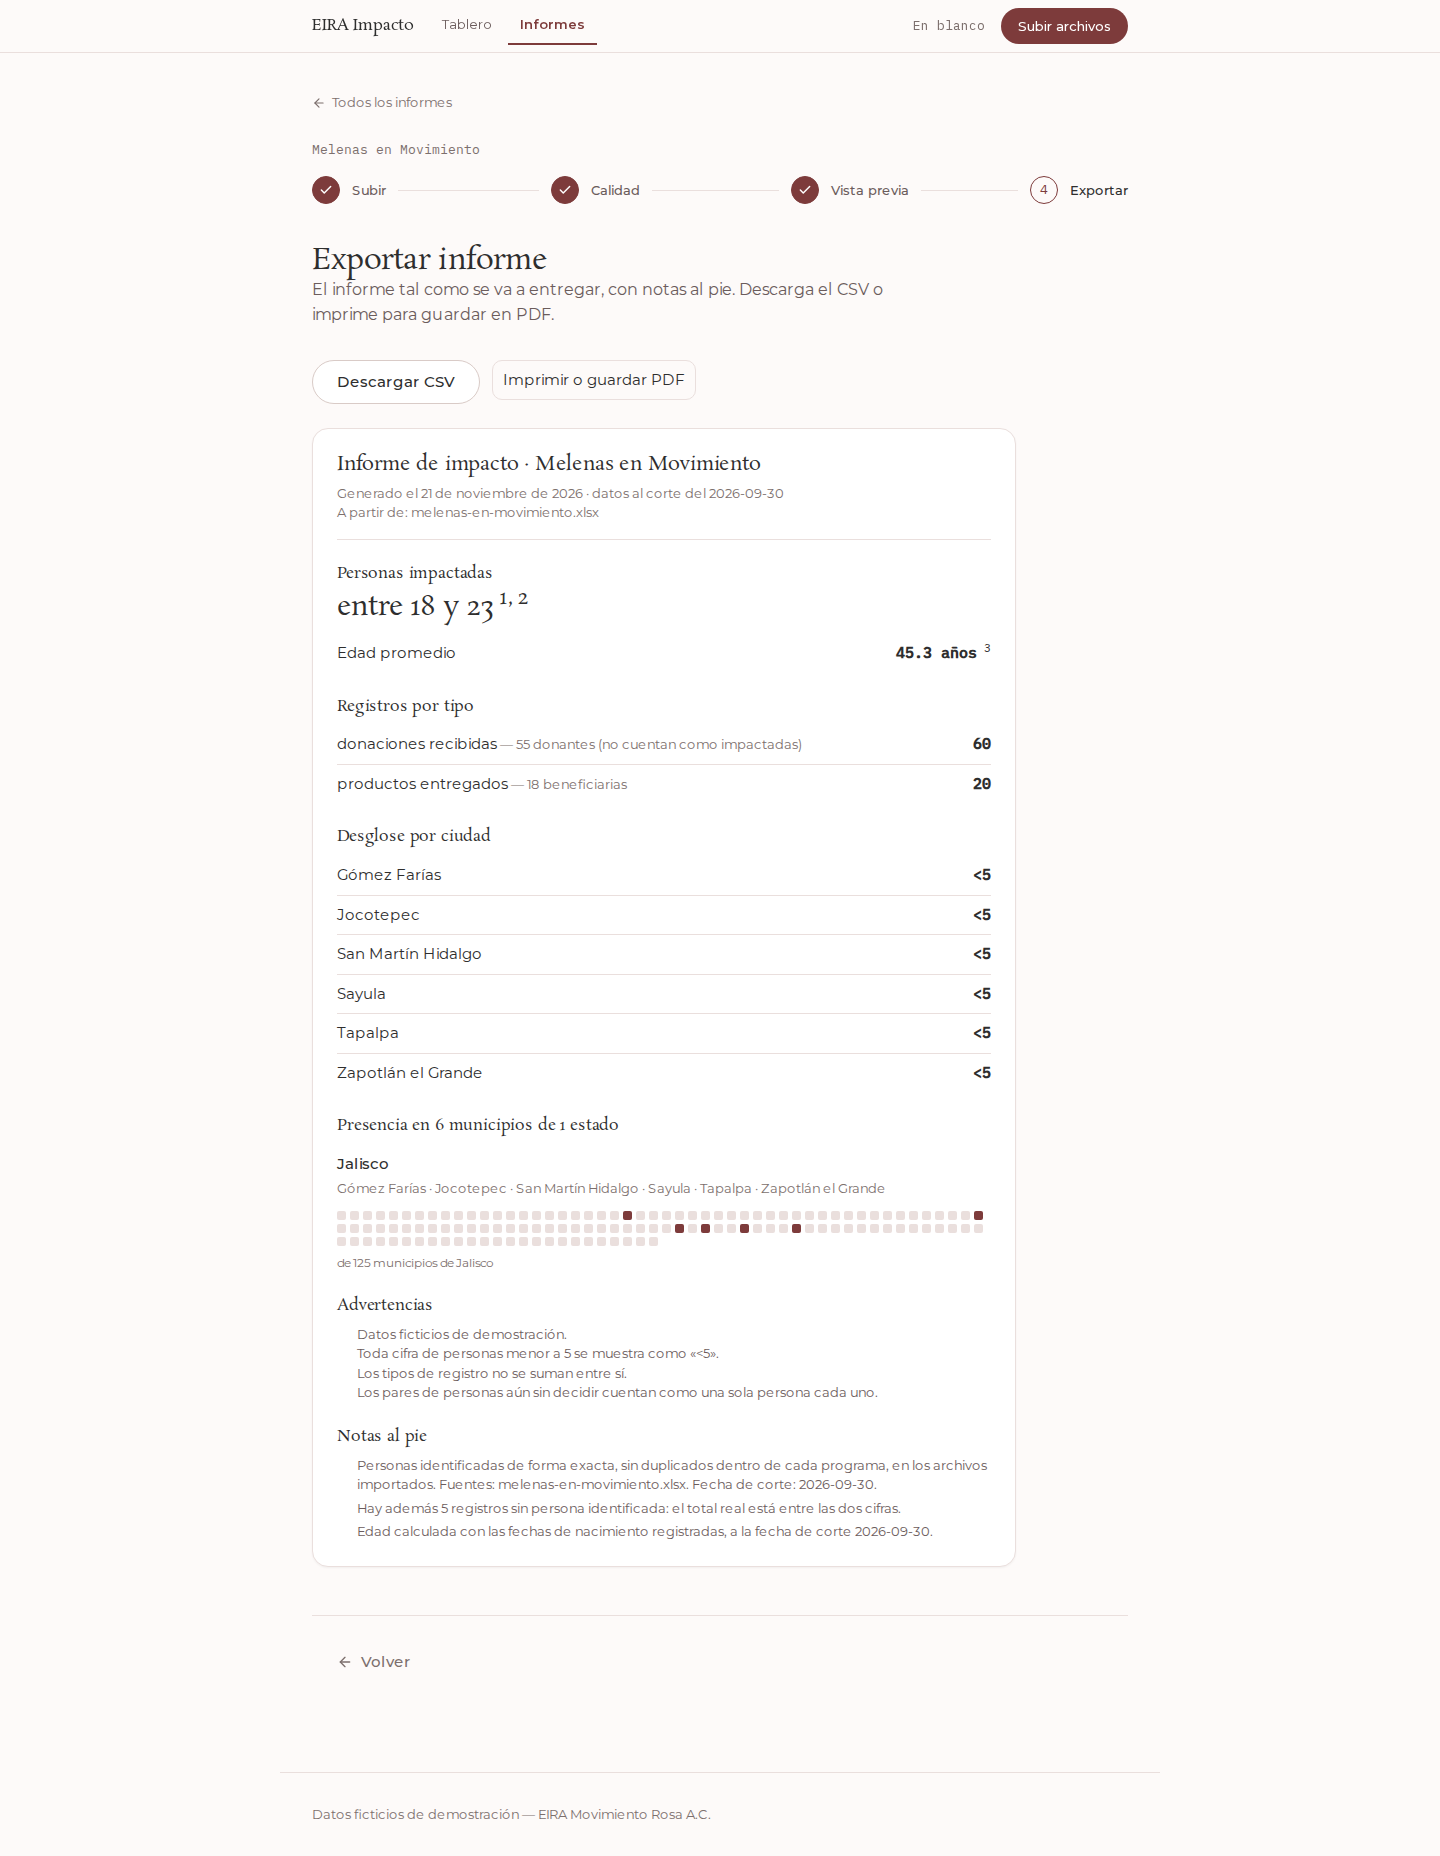 EIRA Impacto
Tablero
Informes
En blanco
Subir archivos
← Todos los informes
Melenas en Movimiento
Subir
Calidad
Vista previa
4 Exportar
Exportar informe
El informe tal como se va a entregar, con notas al pie. Descarga el CSV o
imprime para guardar en PDF.
Descargar CSV
Imprimir o guardar PDF
Informe de impacto · Melenas en Movimiento
Generado el 21 de noviembre de 2026 · datos al corte del 2026-09-30
A partir de: melenas-en-movimiento.xlsx
Personas impactadas
entre 18 y 23 1, 2
Edad promedio 45.3 años 3
Registros por tipo
donaciones recibidas — 55 donantes (no cuentan como impactadas) 60
productos entregados — 18 beneficiarias 20
Desglose por ciudad
Gómez Farías <5
Jocotepec <5
San Martín Hidalgo <5
Sayula <5
Tapalpa <5
Zapotlán el Grande <5
Presencia en 6 municipios de 1 estado
Jalisco
Gómez Farías · Jocotepec · San Martín Hidalgo · Sayula · Tapalpa · Zapotlán el Grande
de 125 municipios de Jalisco
Advertencias
Datos ficticios de demostración.
Toda cifra de personas menor a 5 se muestra como «<5».
Los tipos de registro no se suman entre sí.
Los pares de personas aún sin decidir cuentan como una sola persona cada uno.
Notas al pie
Personas identificadas de forma exacta, sin duplicados dentro de cada programa, en los archivos
importados. Fuentes: melenas-en-movimiento.xlsx. Fecha de corte: 2026-09-30.
Hay además 5 registros sin persona identificada: el total real está entre las dos cifras.
Edad calculada con las fechas de nacimiento registradas, a la fecha de corte 2026-09-30.
← Volver
Datos ficticios de demostración — EIRA Movimiento Rosa A.C.